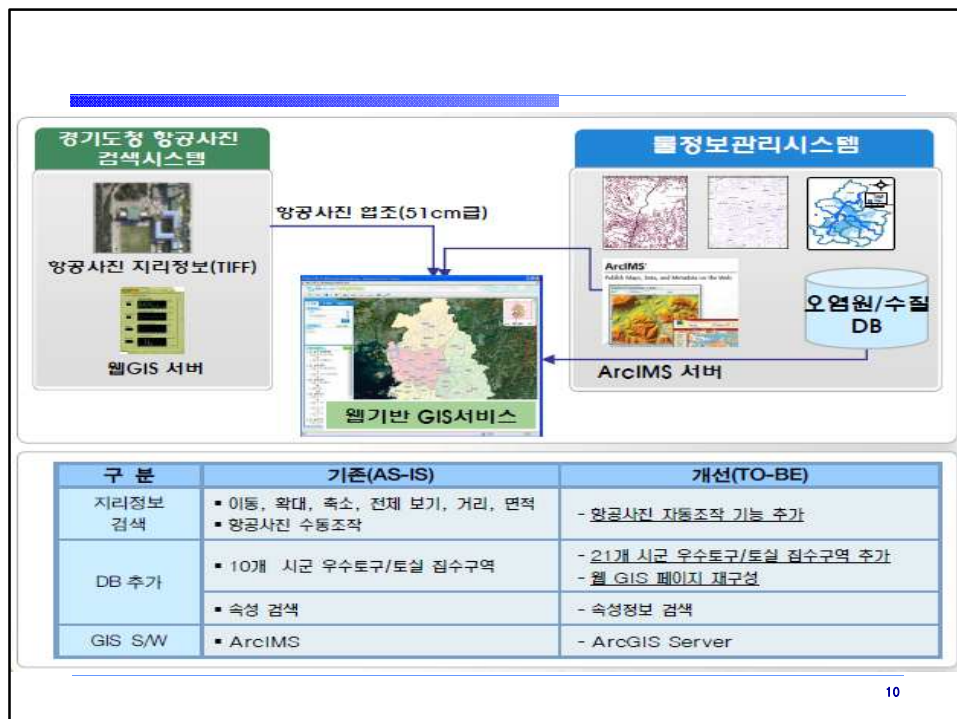 경기도청 항공사진
검색시스템
항공사진 지리정보(TIFF)
웹GIS 서버
항공사진 협조(51cm급)
웹기반 GIS서비스
물정보관리시스템
ArcIMS
Publish Maps, Data, and Metadata on the Web
ArcIMS 서버
오염원/수질
DB
구 분
기존(AS-IS)
개선(TO-BE)
지리정보
검색
▪ 이동, 확대, 축소, 전체 보기, 거리, 면적
▪ 항공사진 수동조작
- 항공사진 자동조작 기능 추가
DB 추가
▪ 10개 시군 우수토구/토실 집수구역
- 21개 시군 우수토구/토실 집수구역 추가
- 웹 GIS 페이지 재구성
▪ 속성 검색
- 속성정보 검색
GIS S/W
▪ ArcIMS
- ArcGIS Server
10